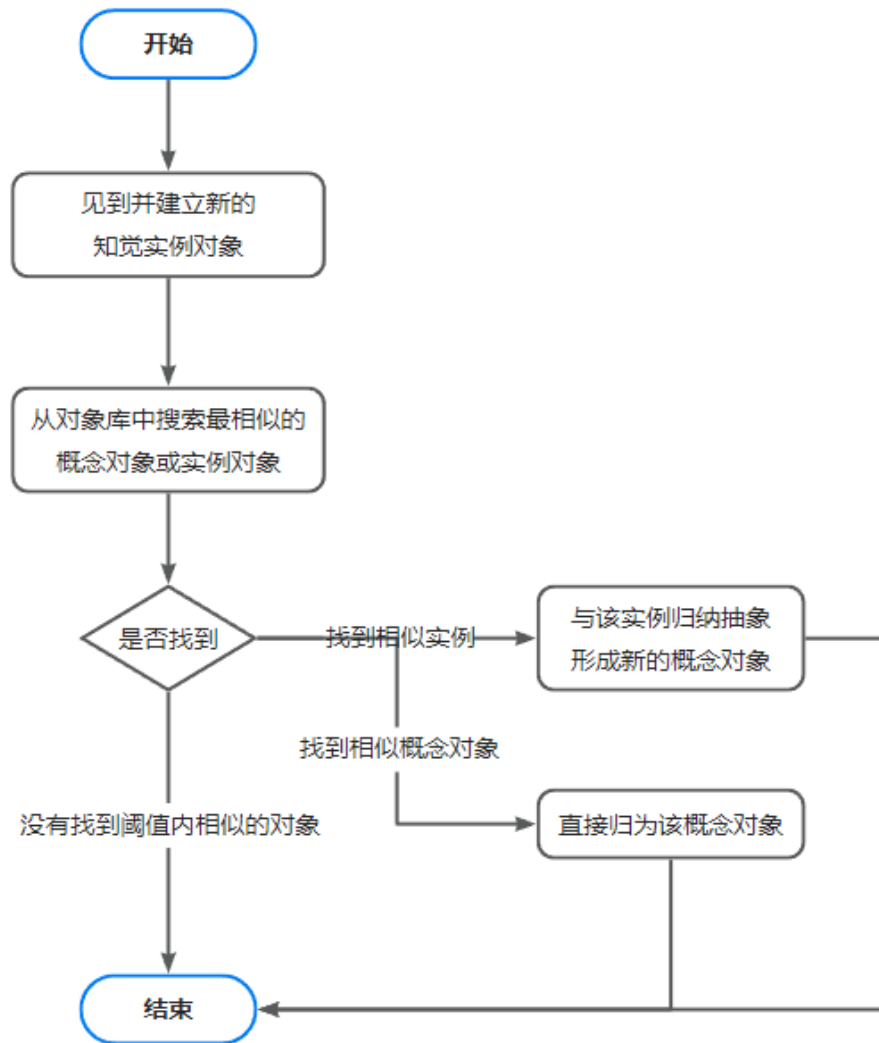 开始
见到并建立新的
知觉实例对象
从对象库中搜索最相似的
概念对象或实例对象
是否找到
找到相似实例
与该实例归纳抽象
形成新的概念对象
找到相似概念对象
没有找到阈值内相似的对象
直接归为该概念对象
结束